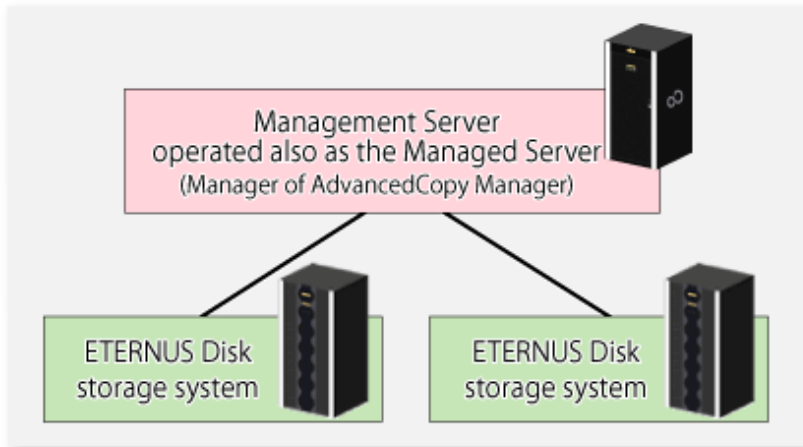 Management Server
operated also as the Managed Server
(Manager of AdvancedCopy Manager)
ETERNUS Disk
storage system
ETERNUS Disk
storage system